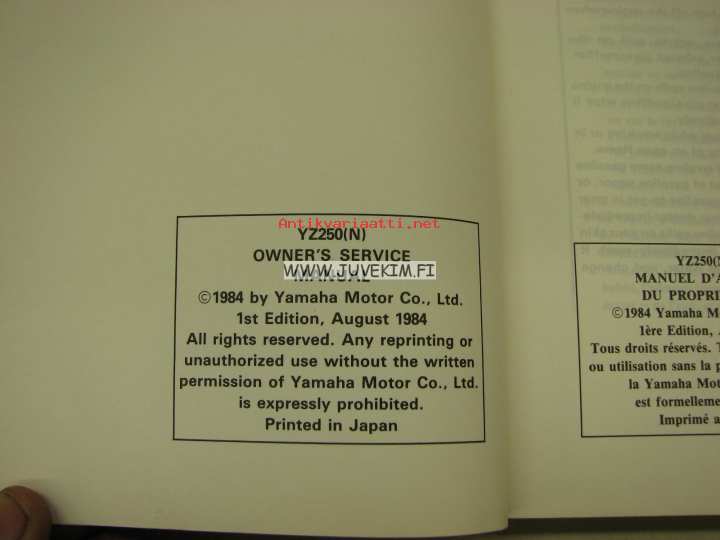 Antikvariaatti.net
YZ250(N)
OWNER'S SERVICE
MANUAL
WWW.JUVEKIM.FI
©1984 by Yamaha Motor Co., Ltd.
1st Edition, August 1984
All rights reserved. Any reprinting or
unauthorized use without the written
permission of Yamaha Motor Co., Ltd.
is expressly prohibited.
Printed in Japan
YZ250(N
MANUEL D'A
DU PROPRI
©1984 Yamaha M
1ère Edition,
Tous droits réservés. T
ou utilisation sans la p
la Yamaha Mot
est formelleme
Imprimé a